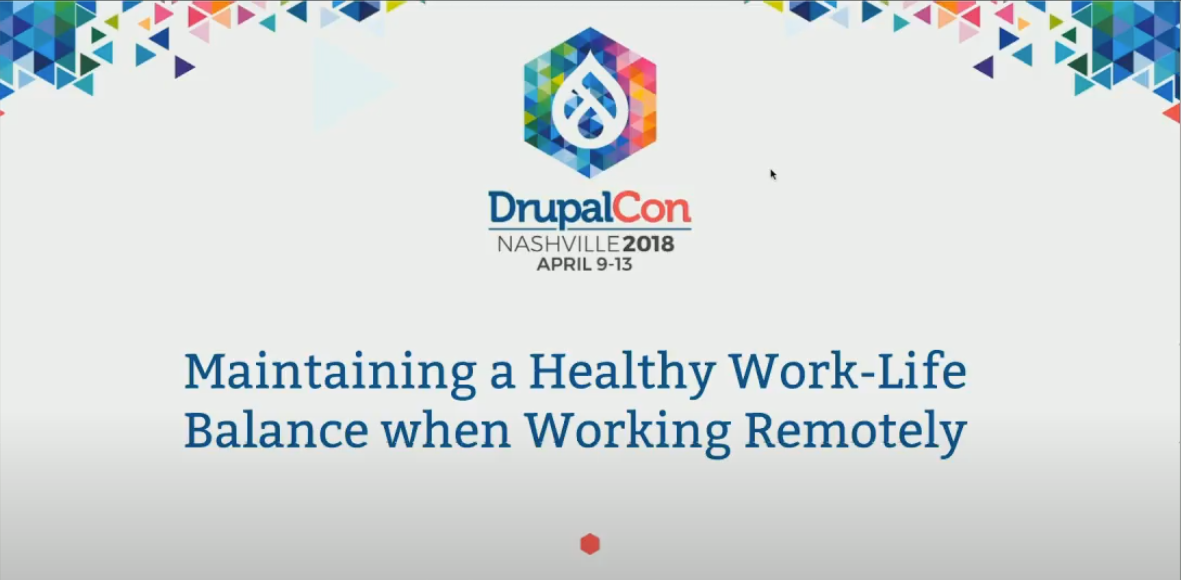 DrupalCon
NASHVILLE 2018
APRIL 9-13
Maintaining a Healthy Work-Life
Balance when Working Remotely